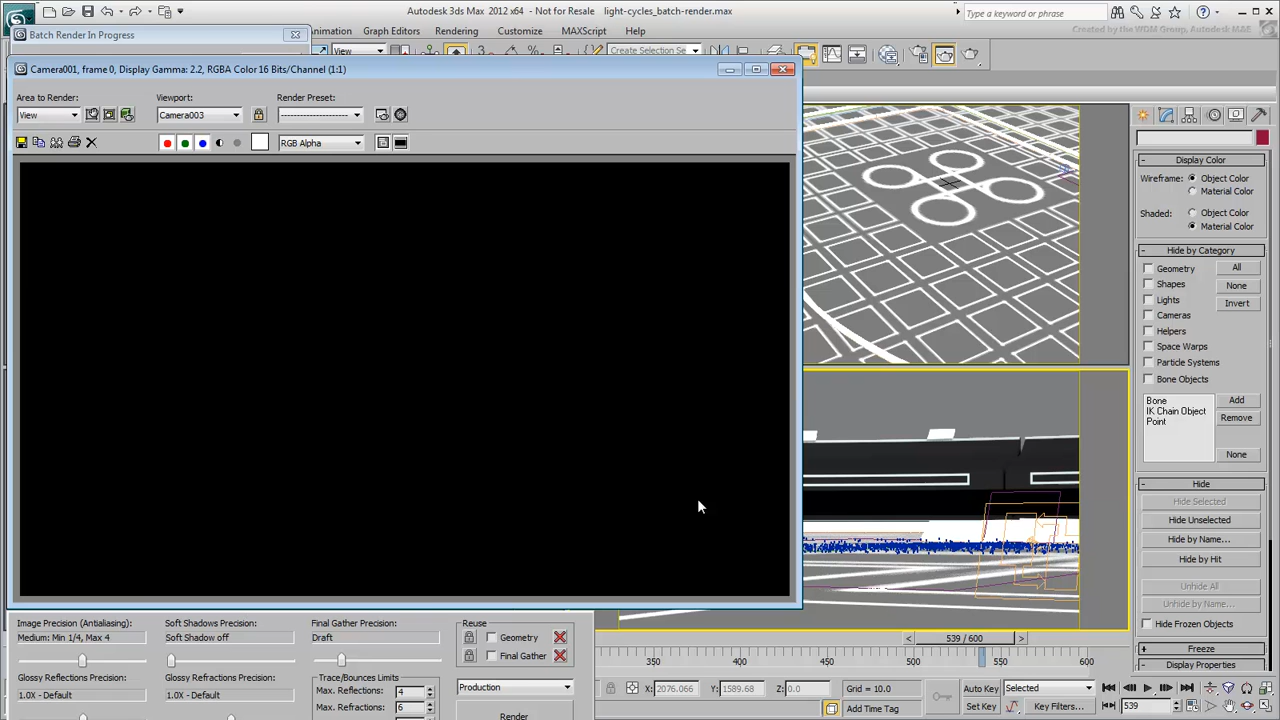 Autodesk 3ds Max 2012 x64 - Not for Resale light-cycles_batch-render.max
Type a keyword or phrase
Created by the WDM Group, Autodesk MAE
Batch Render In Progress
Animation Graph Editors Rendering Customize MAXScript Help
View
Create Selection Se
Display Gamma: 2.2, RGBA Color 16 Bits/Channel (1:1)
Area to Render: Viewport: Render Preset:
View Camera003
RGB Alpha
Display Color
Wireframe: Object Color
Material Color
Shaded: Object Color
Material Color
Hide by Category
Geometry All
Shapes None
Lights Invert
Cameras
Helpers
Space Warps
Particle Systems
Bone Objects
Bone Add
IK Chain Object Remove
Point
None
Hide
Hide Selected
Hide Unselected
Hide by Name...
Hide by Hit
Unhide All
Unhide by Name...
Hide Frozen Objects
Freeze
Display Properties
Image Precision (Antialiasing): Soft Shadows Precision: Final Gather Precision: Reuse
Medium: Min 1/4, Max 4 Soft Shadow off Draft Geometry
Final Gather
Glossy Reflections Precision: Glossy Refractions Precision: Trace/Bounces Limits
1.0X - Default 1.0X - Default Max. Reflections: 4
Max. Refractions: 6
Production
Render
539 / 600
350 400 450 500 550 600
X: 2076.066 Y: 1589.68 Z: 0.0 Grid = 10.0
Add Time Tag
Auto Key Selected
Set Key Key Filters... 539